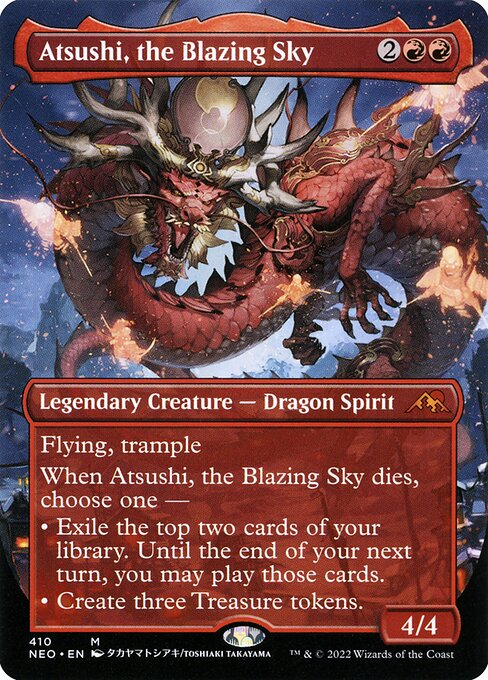 Atsushi, the Blazing Sky 2
Legendary Creature — Dragon Spirit
Flying, trample
When Atsushi, the Blazing Sky dies,
choose one —
• Exile the top two cards of your
library. Until the end of your next
turn, you may play those cards.
• Create three Treasure tokens.
4/4
410 M
NEO • EN タカヤマトシアキ/TOSHIAKI TAKAYAMA
™ & © 2022 Wizards of the Coast